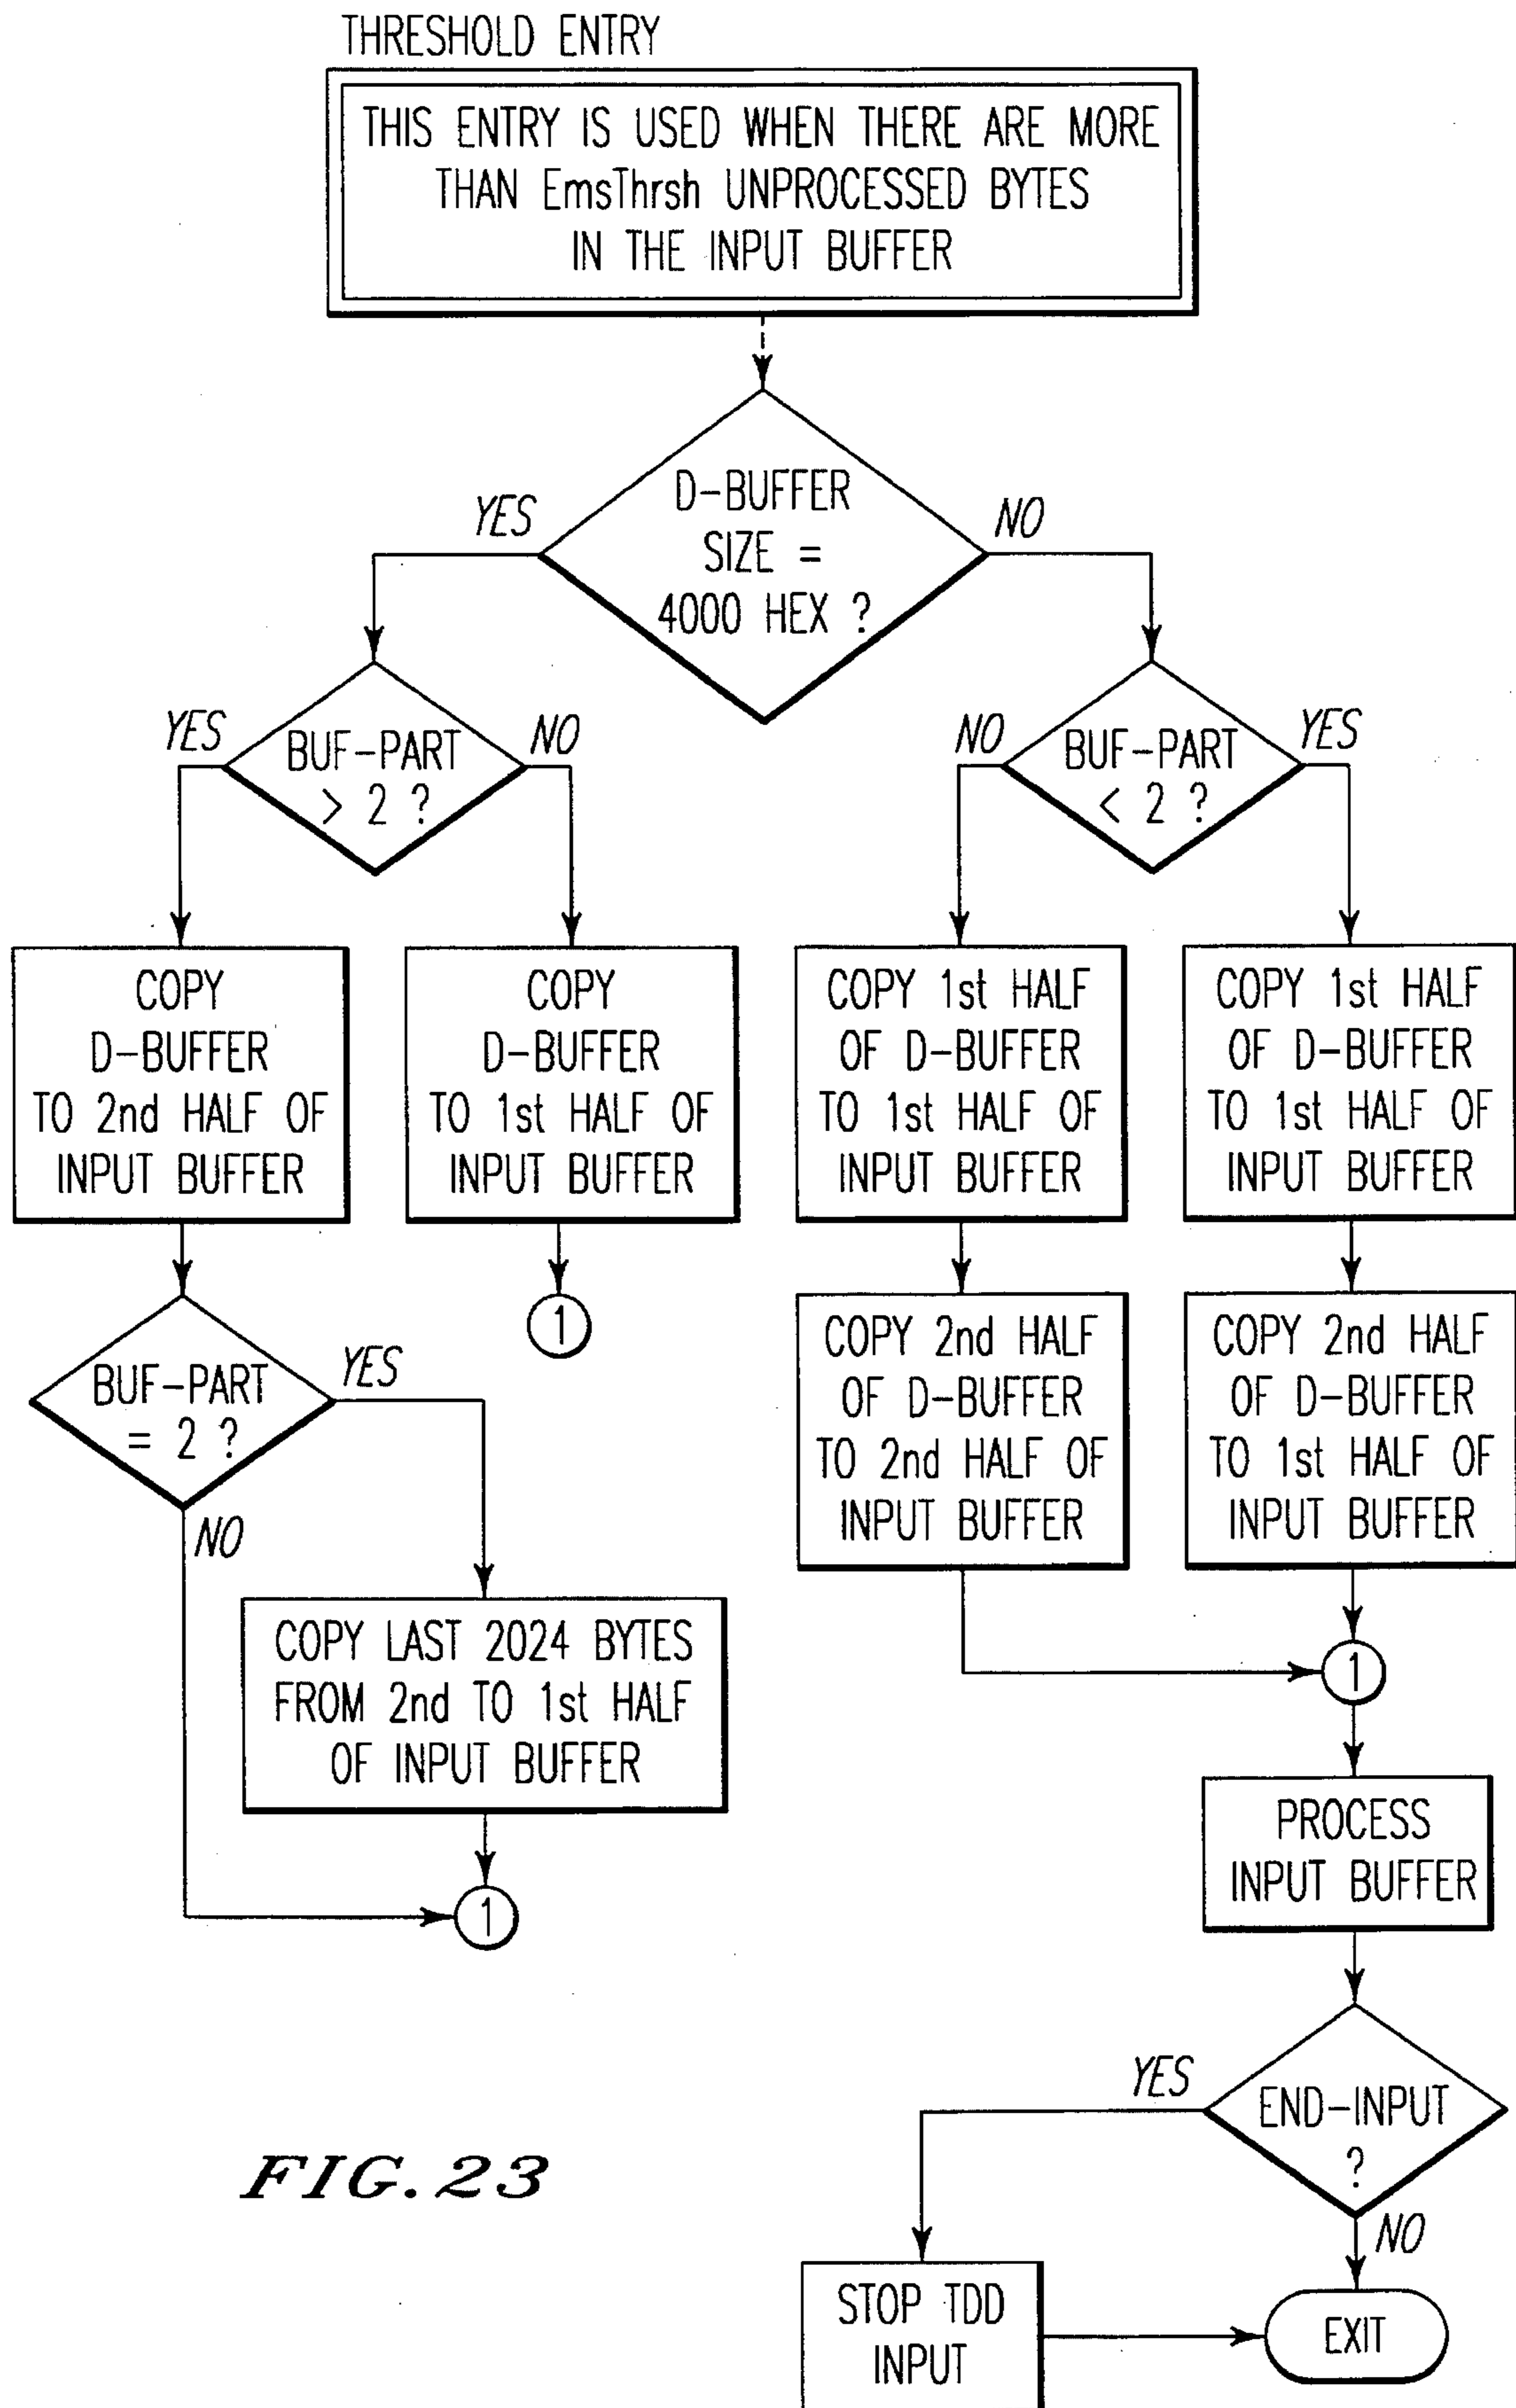 THRESHOLD ENTRY
THIS ENTRY IS USED WHEN THERE ARE MORE
THAN EmsThrsh UNPROCESSED BYTES
IN THE INPUT BUFFER
D-BUFFER
SIZE =
4000 HEX ?
YES
NO
BUF-PART
> 2 ?
YES
NO
BUF-PART
< 2 ?
NO
YES
COPY
D-BUFFER
TO 2nd HALF OF
INPUT BUFFER
COPY
D-BUFFER
TO 1st HALF OF
INPUT BUFFER
COPY 1st HALF
OF D-BUFFER
TO 1st HALF OF
INPUT BUFFER
COPY 1st HALF
OF D-BUFFER
TO 1st HALF OF
INPUT BUFFER
1
BUF-PART
= 2 ?
YES
NO
COPY 2nd HALF
OF D-BUFFER
TO 2nd HALF OF
INPUT BUFFER
COPY 2nd HALF
OF D-BUFFER
TO 1st HALF OF
INPUT BUFFER
COPY LAST 2024 BYTES
FROM 2nd TO 1st HALF
OF INPUT BUFFER
1
1
PROCESS
INPUT BUFFER
END-INPUT
?
YES
NO
STOP TDD
INPUT
EXIT
FIG. 23